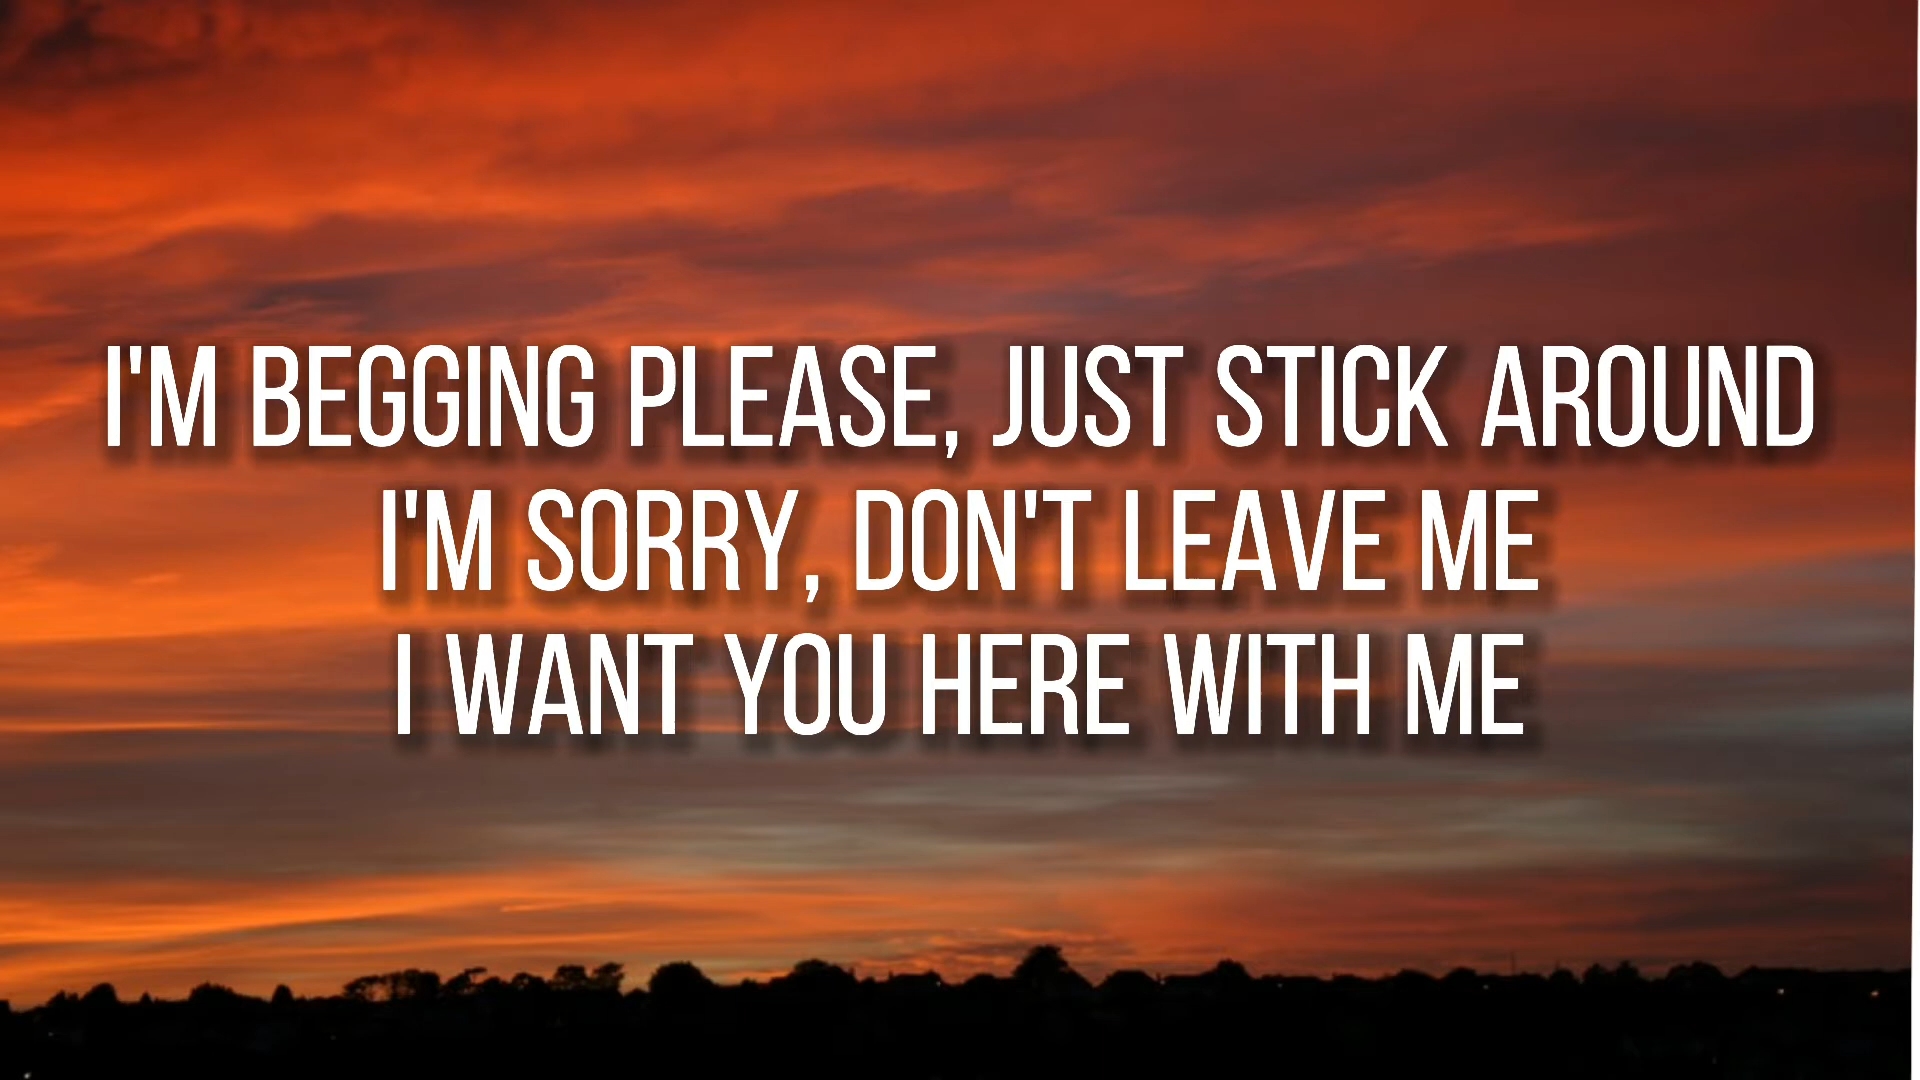 I'M BEGGING PLEASE, JUST STICK AROUND
I'M SORRY, DON'T LEAVE ME
I WANT YOU HERE WITH ME